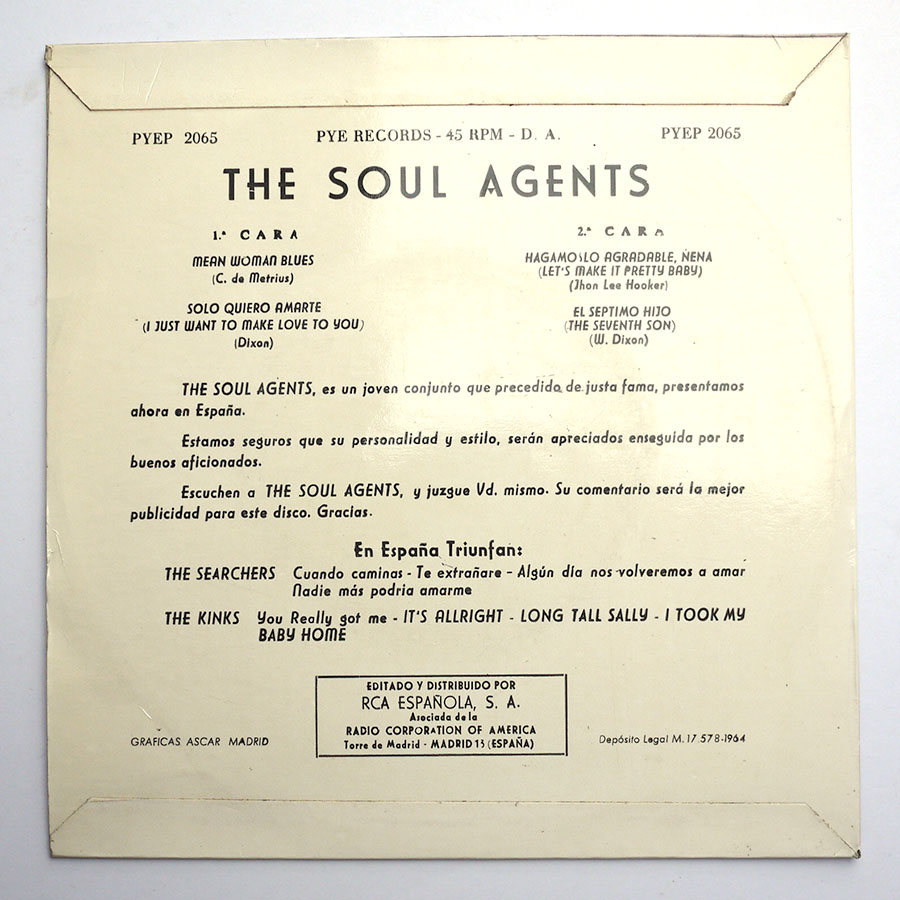 PYEP 2065 PYE RECORDS - 45 RPM - D. A. PYEP 2065
THE SOUL AGENTS
1.ª CARA
MEAN WOMAN BLUES
(C. de Metrius)
SOLO QUIERO AMARTE
(I JUST WANT TO MAKE LOVE TO YOU)
(Dixon)
2.ª CARA
HAGAMOSLO AGRADABLE, NENA
(LET'S MAKE IT PRETTY BABY)
(Jhon Lee Hooker)
EL SEPTIMO HIJO
(THE SEVENTH SON)
(W. Dixon)
THE SOUL AGENTS, es un joven conjunto que precedido de justa fama, presentamos
ahora en España.
Estamos seguros que su personalidad y estilo, serán apreciados enseguida por los
buenos aficionados.
Escuchen a THE SOUL AGENTS, y juzgue Vd. mismo. Su comentario será la mejor
publicidad para este disco. Gracias.
En España Triunfan:
THE SEARCHERS Cuando caminas - Te extrañare - Algún día nos volveremos a amar
Nadie más podria amarme
THE KINKS You Really got me - IT'S ALLRIGHT - LONG TALL SALLY - I TOOK MY
BABY HOME
EDITADO Y DISTRIBUIDO POR
RCA ESPAÑOLA, S. A.
Asociada de la
RADIO CORPORATION OF AMERICA
Torre de Madrid - MADRID 13 (ESPAÑA)
GRAFICAS ASCAR MADRID
Depósito Legal M. 17.578-1964